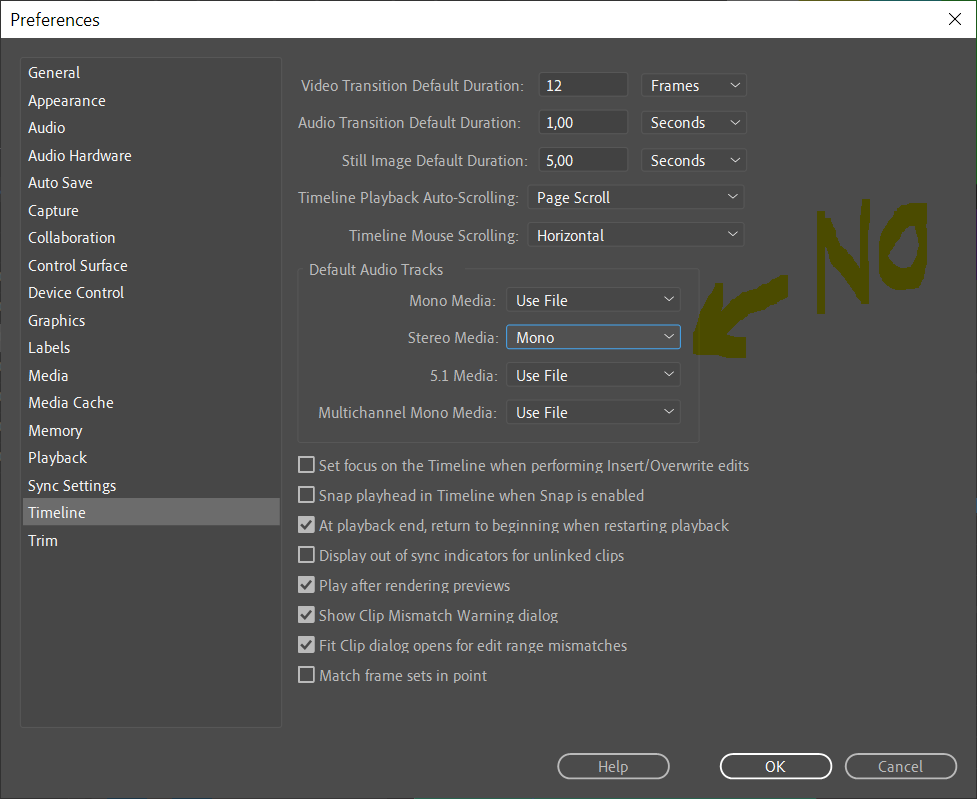 Preferences
General
Appearance
Audio
Audio Hardware
Auto Save
Capture
Collaboration
Control Surface
Device Control
Graphics
Labels
Media
Media Cache
Memory
Playback
Sync Settings
Timeline
Trim
Video Transition Default Duration: 12 Frames
Audio Transition Default Duration: 1,00 Seconds
Still Image Default Duration: 5,00 Seconds
Timeline Playback Auto-Scrolling: Page Scroll
Timeline Mouse Scrolling: Horizontal
Default Audio Tracks
Mono Media: Use File
Stereo Media: Mono
5.1 Media: Use File
Multichannel Mono Media: Use File
NO
Set focus on the Timeline when performing Insert/Overwrite edits
Snap playhead in Timeline when Snap is enabled
At playback end, return to beginning when restarting playback
Display out of sync indicators for unlinked clips
Play after rendering previews
Show Clip Mismatch Warning dialog
Fit Clip dialog opens for edit range mismatches
Match frame sets in point
Help OK Cancel